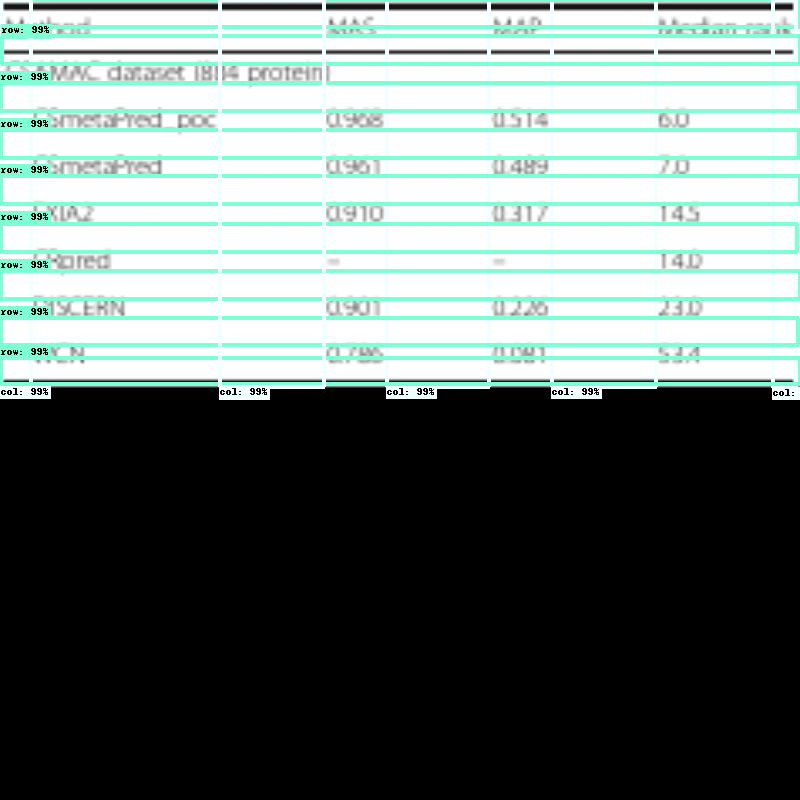 Method MAS MAP Median rank
row: 99%
CSAMAC dataset (804 protein)
row: 99%
CSmetaPred_poc 0.968 0.514 6.0
row: 99%
CSmetaPred 0.961 0.489 7.0
row: 99%
EXIA2 0.910 0.317 14.5
row: 99%
CRpred – – 14.0
row: 99%
DISCERN 0.901 0.226 23.0
row: 99%
row: 99%
WCN 0.786 0.081 53.4
col: 99% col: 99% col: 99% col: 99% col: